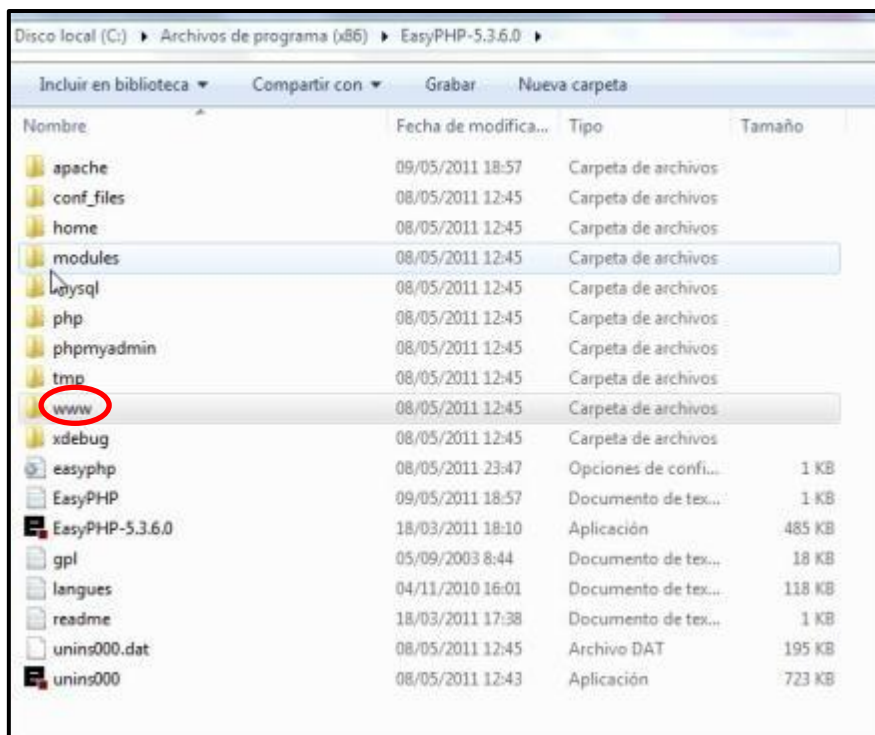 Disco local (C:) Archivos de programa (x86) EasyPHP-5.3.6.0
Incluir en biblioteca Compartir con Grabar Nueva carpeta
Nombre Fecha de modifica... Tipo Tamaño
apache 09/05/2011 18:57 Carpeta de archivos
conf_files 08/05/2011 12:45 Carpeta de archivos
home 08/05/2011 12:45 Carpeta de archivos
modules 08/05/2011 12:45 Carpeta de archivos
mysql 08/05/2011 12:45 Carpeta de archivos
php 08/05/2011 12:45 Carpeta de archivos
phpmyadmin 08/05/2011 12:45 Carpeta de archivos
tmp 08/05/2011 12:45 Carpeta de archivos
www 08/05/2011 12:45 Carpeta de archivos
xdebug 08/05/2011 12:45 Carpeta de archivos
easyphp 08/05/2011 23:47 Opciones de confi... 1 KB
EasyPHP 09/05/2011 18:57 Documento de tex... 1 KB
EasyPHP-5.3.6.0 18/03/2011 18:10 Aplicación 485 KB
gpl 05/09/2003 8:44 Documento de tex... 18 KB
langues 04/11/2010 16:01 Documento de tex... 118 KB
readme 18/03/2011 17:38 Documento de tex... 1 KB
unins000.dat 08/05/2011 12:45 Archivo DAT 195 KB
unins000 08/05/2011 12:43 Aplicación 723 KB